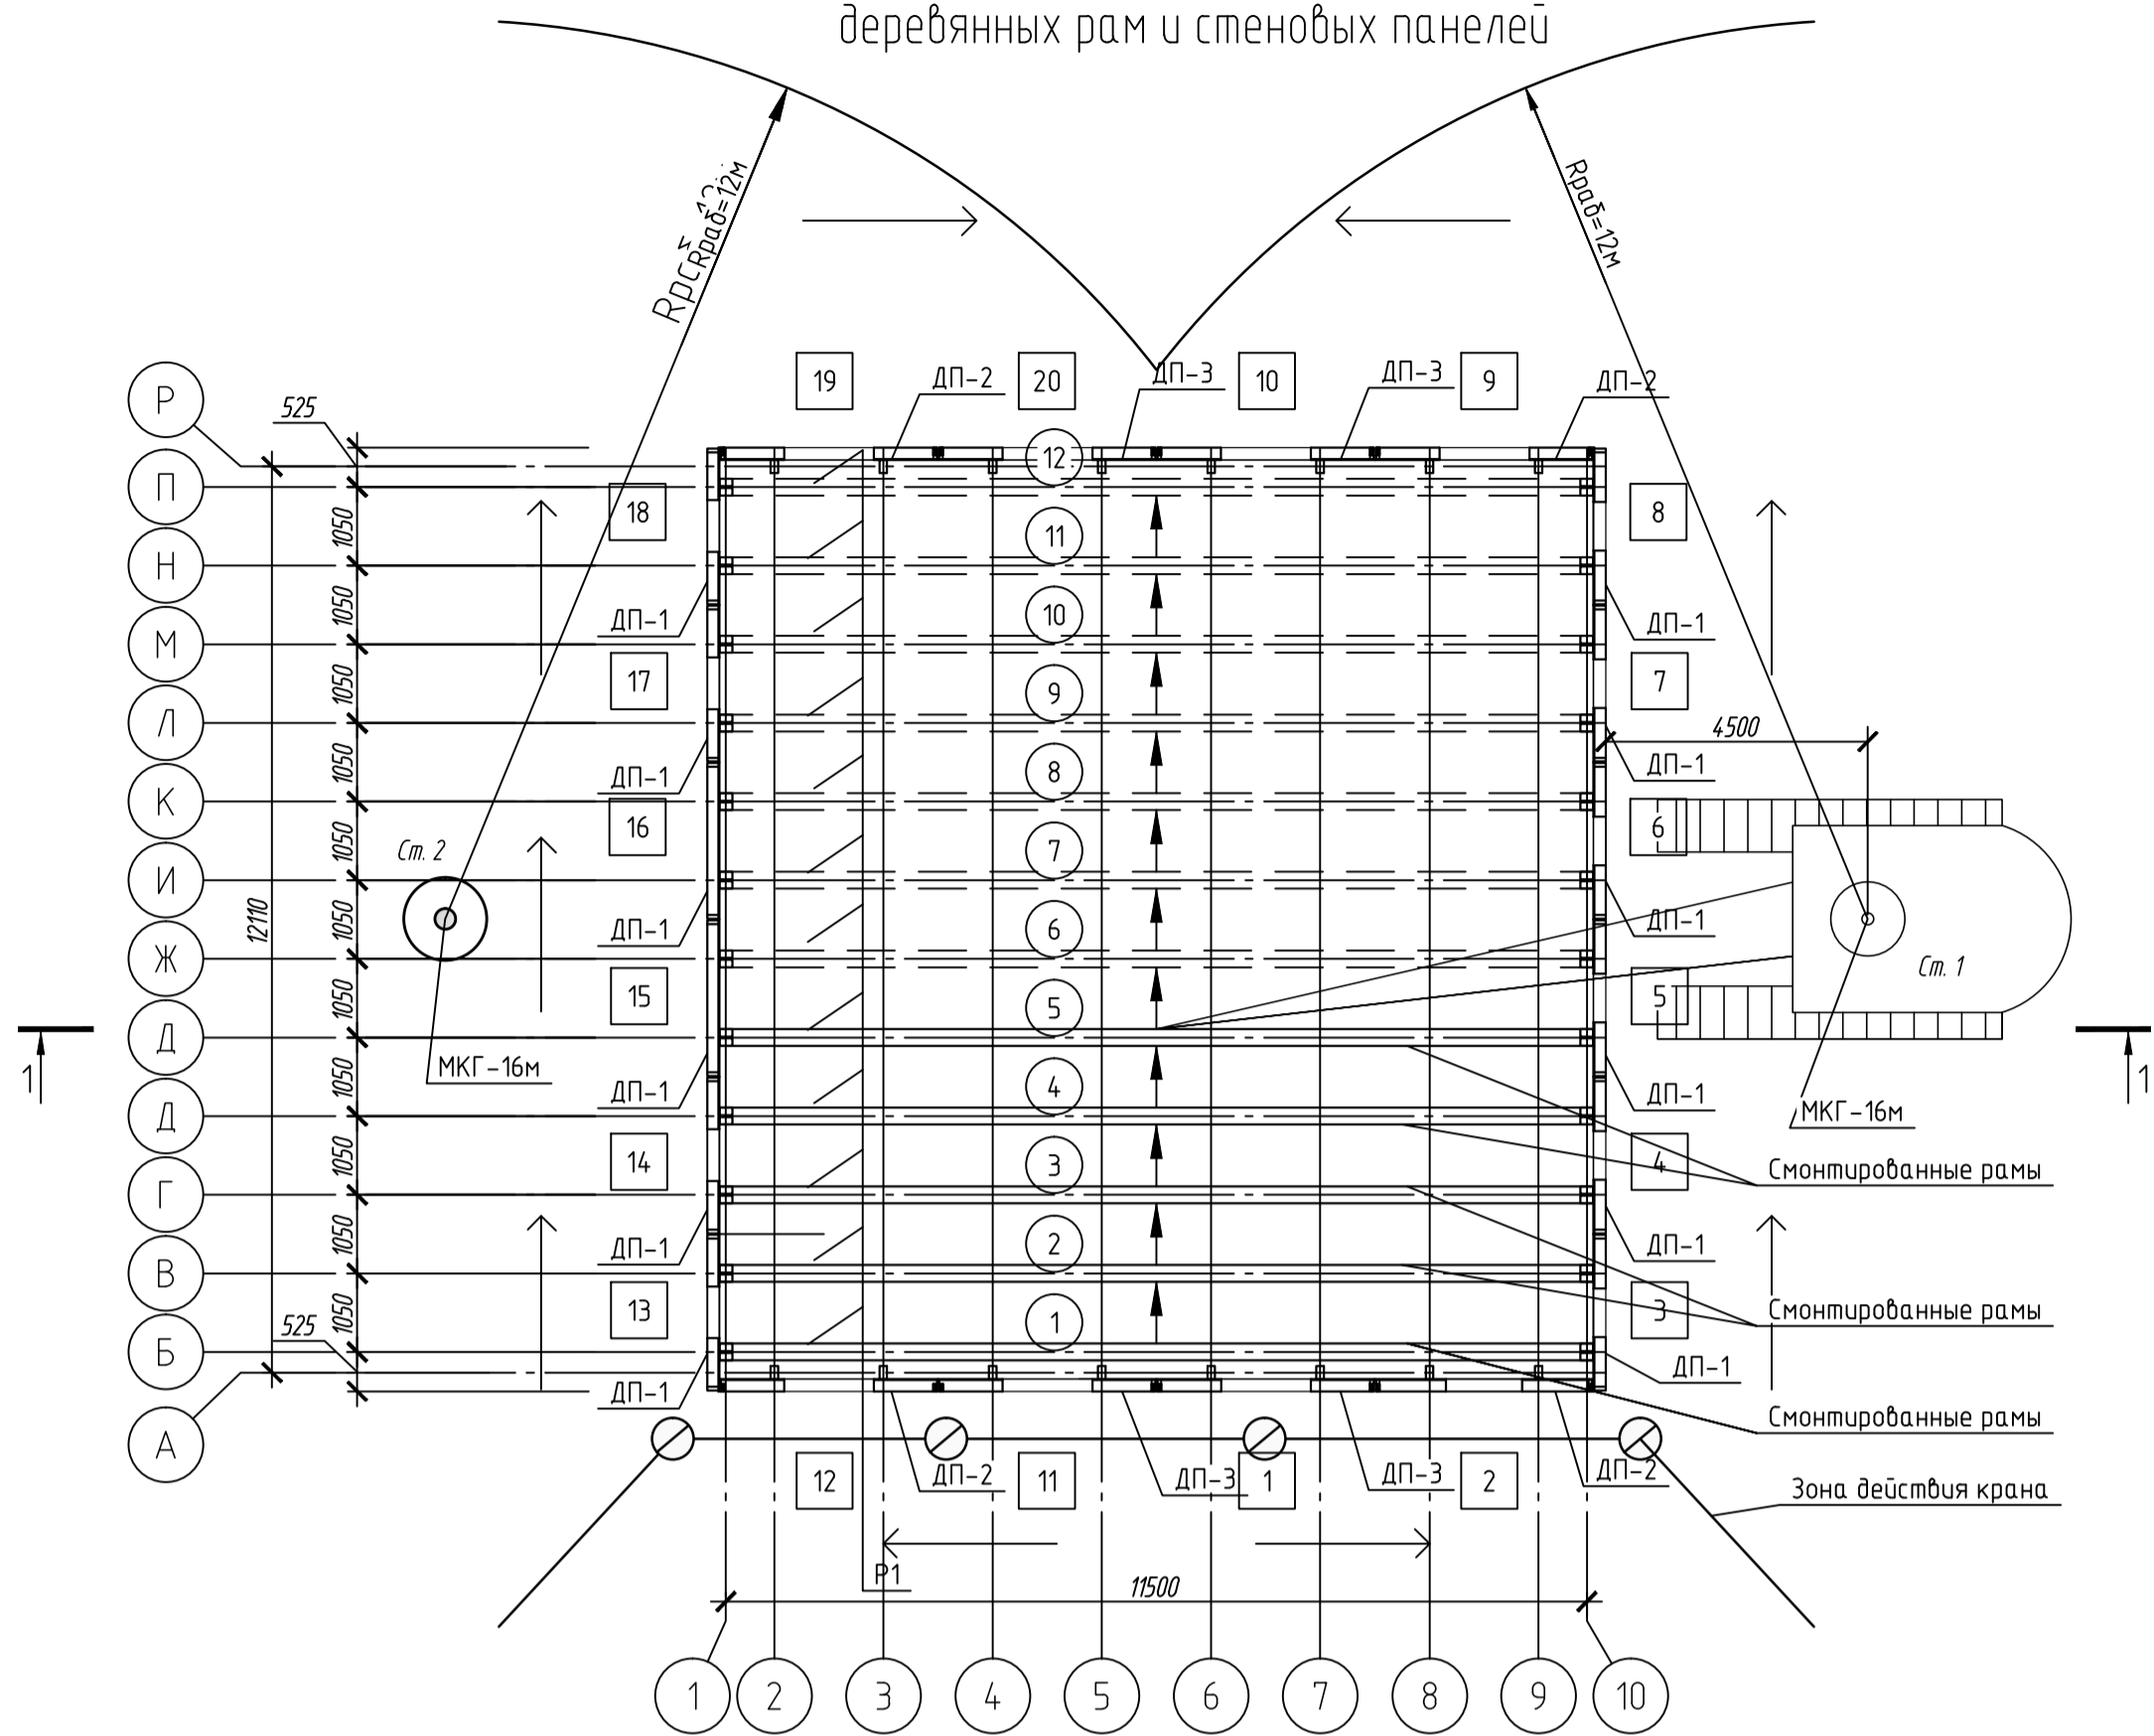 деревянных рам и стеновых панелей
Rраб=12м
Rраб=12м
19
ДП-2
20
ДП-3
10
ДП-3
9
ДП-2
Р
525
12
П
18
8
1050
11
Н
1050
10
ДП-1
ДП-1
М
17
7
1050
9
Л
4500
1050
8
ДП-1
ДП-1
К
16
6
1050
7
Ст. 2
И
12110
1050
6
ДП-1
ДП-1
Ж
Ст. 1
15
5
1050
5
Д
1
1
МКГ-16м
1050
4
ДП-1
ДП-1
МКГ-16м
Д
14
4
1050
3
Смонтированные рамы
Г
1050
2
ДП-1
ДП-1
В
13
3
1050
1
Смонтированные рамы
525
Б
ДП-1
ДП-1
Смонтированные рамы
А
12
ДП-2
11
ДП-3
1
ДП-3
2
ДП-2
Зона действия крана
Р1
11500
1
2
3
4
5
6
7
8
9
10